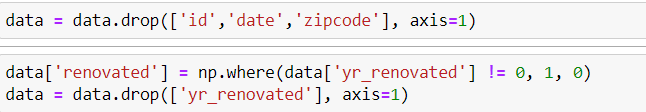 data = data.drop(['id','date','zipcode'], axis=1)
data['renovated'] = np.where(data['yr_renovated'] != 0, 1, 0)
data = data.drop(['yr_renovated'], axis=1)